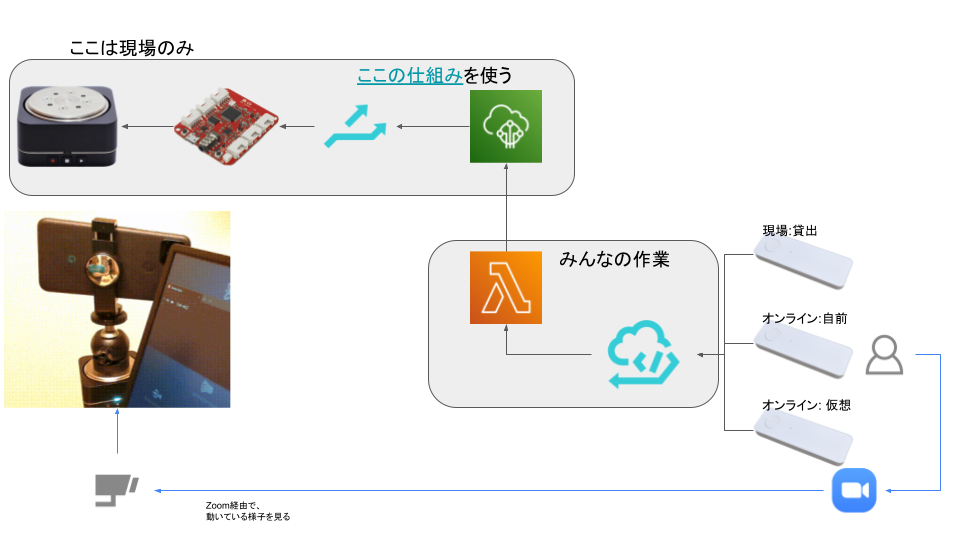 ここは現場のみ
ここの仕組みを使う
みんなの作業
現場:貸出
オンライン:自前
オンライン: 仮想
Zoom経由で、
動いている様子を見る